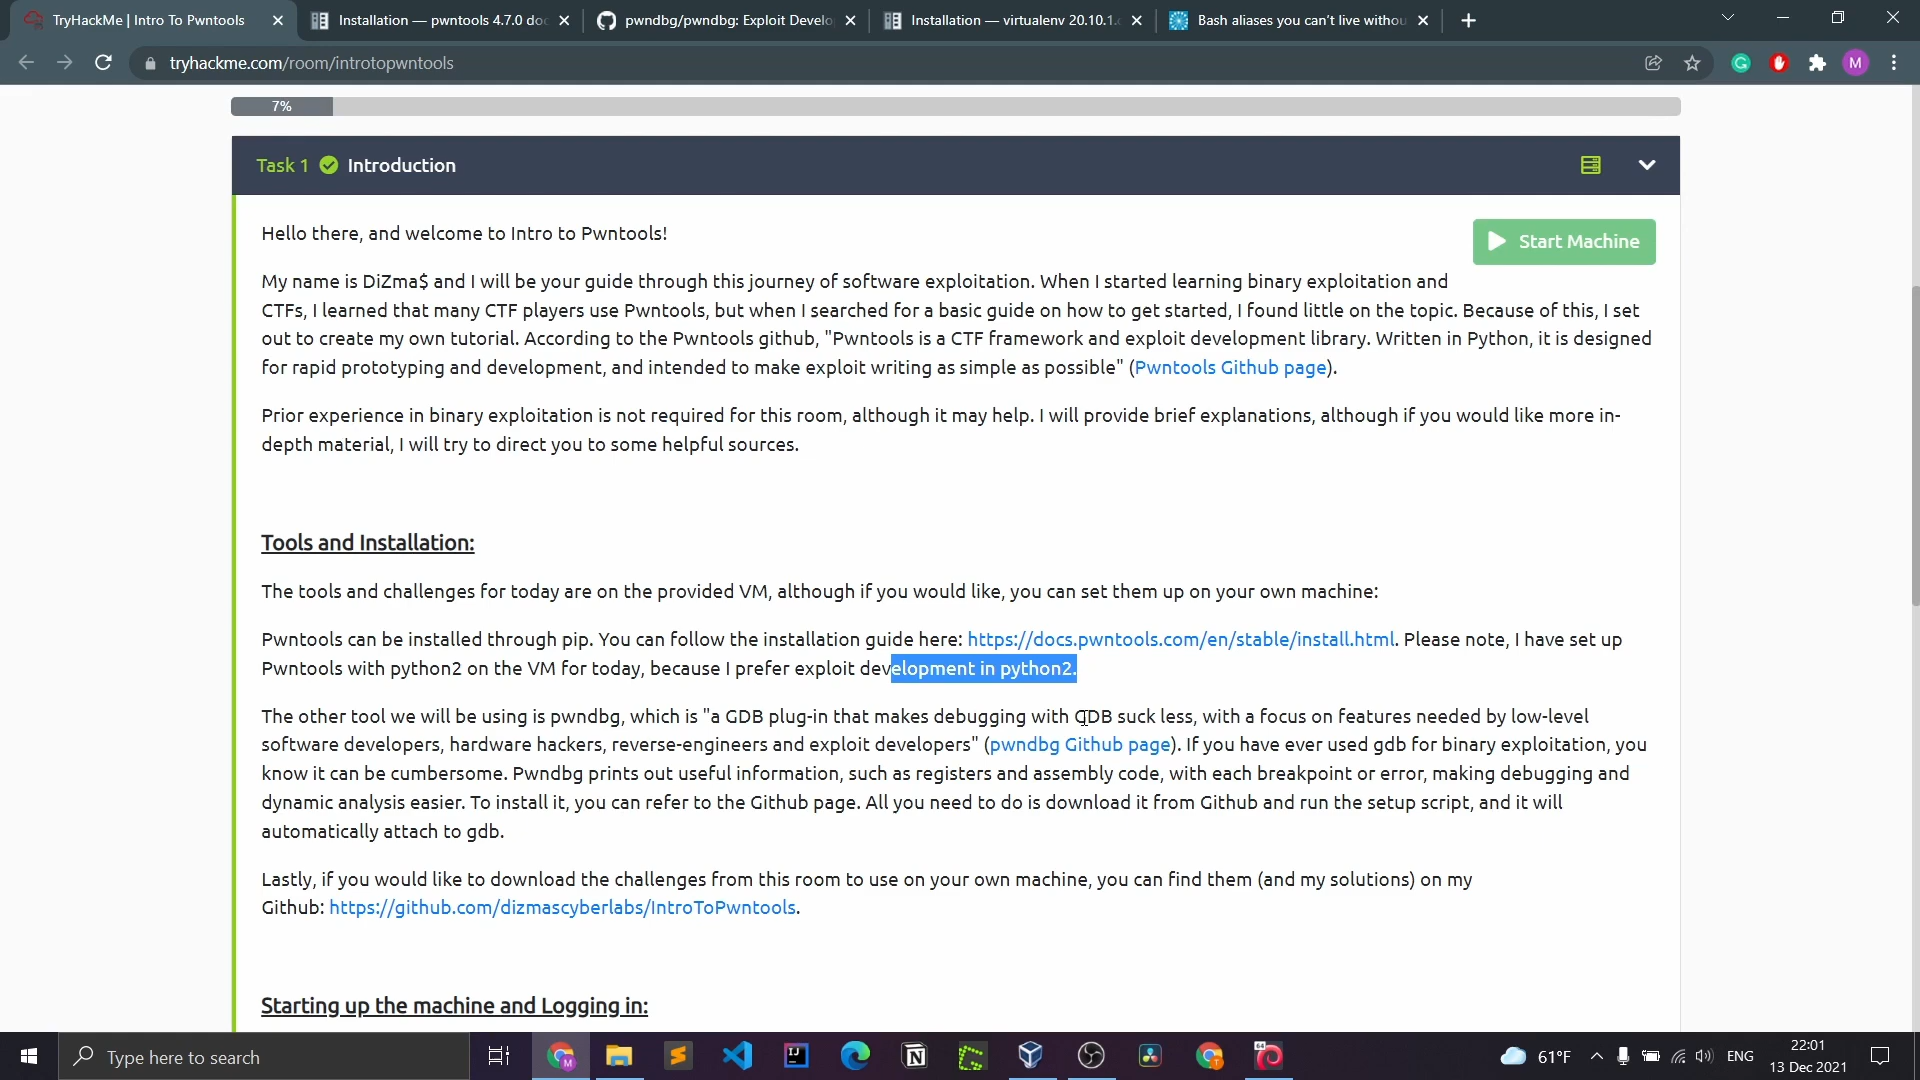 TryHackMe | Intro To Pwntools
Installation — pwntools 4.7.0 doc
pwndbg/pwndbg: Exploit Develo
Installation — virtualenv 20.10.1.
Bash aliases you can't live withou
tryhackme.com/room/introtopwntools
M
7%
Task 1 Introduction
Start Machine
Hello there, and welcome to Intro to Pwntools!
My name is DiZma$ and I will be your guide through this journey of software exploitation. When I started learning binary exploitation and
CTFs, I learned that many CTF players use Pwntools, but when I searched for a basic guide on how to get started, I found little on the topic. Because of this, I set
out to create my own tutorial. According to the Pwntools github, "Pwntools is a CTF framework and exploit development library. Written in Python, it is designed
for rapid prototyping and development, and intended to make exploit writing as simple as possible" (Pwntools Github page).
Prior experience in binary exploitation is not required for this room, although it may help. I will provide brief explanations, although if you would like more in-
depth material, I will try to direct you to some helpful sources.
Tools and Installation:
The tools and challenges for today are on the provided VM, although if you would like, you can set them up on your own machine:
Pwntools can be installed through pip. You can follow the installation guide here: https://docs.pwntools.com/en/stable/install.html. Please note, I have set up
Pwntools with python2 on the VM for today, because I prefer exploit development in python2.
The other tool we will be using is pwndbg, which is "a GDB plug-in that makes debugging with GDB suck less, with a focus on features needed by low-level
software developers, hardware hackers, reverse-engineers and exploit developers" (pwndbg Github page). If you have ever used gdb for binary exploitation, you
know it can be cumbersome. Pwndbg prints out useful information, such as registers and assembly code, with each breakpoint or error, making debugging and
dynamic analysis easier. To install it, you can refer to the Github page. All you need to do is download it from Github and run the setup script, and it will
automatically attach to gdb.
Lastly, if you would like to download the challenges from this room to use on your own machine, you can find them (and my solutions) on my
Github: https://github.com/dizmascyberlabs/IntroToPwntools.
Starting up the machine and Logging in:
Type here to search
61°F
ENG
22:01
13 Dec 2021